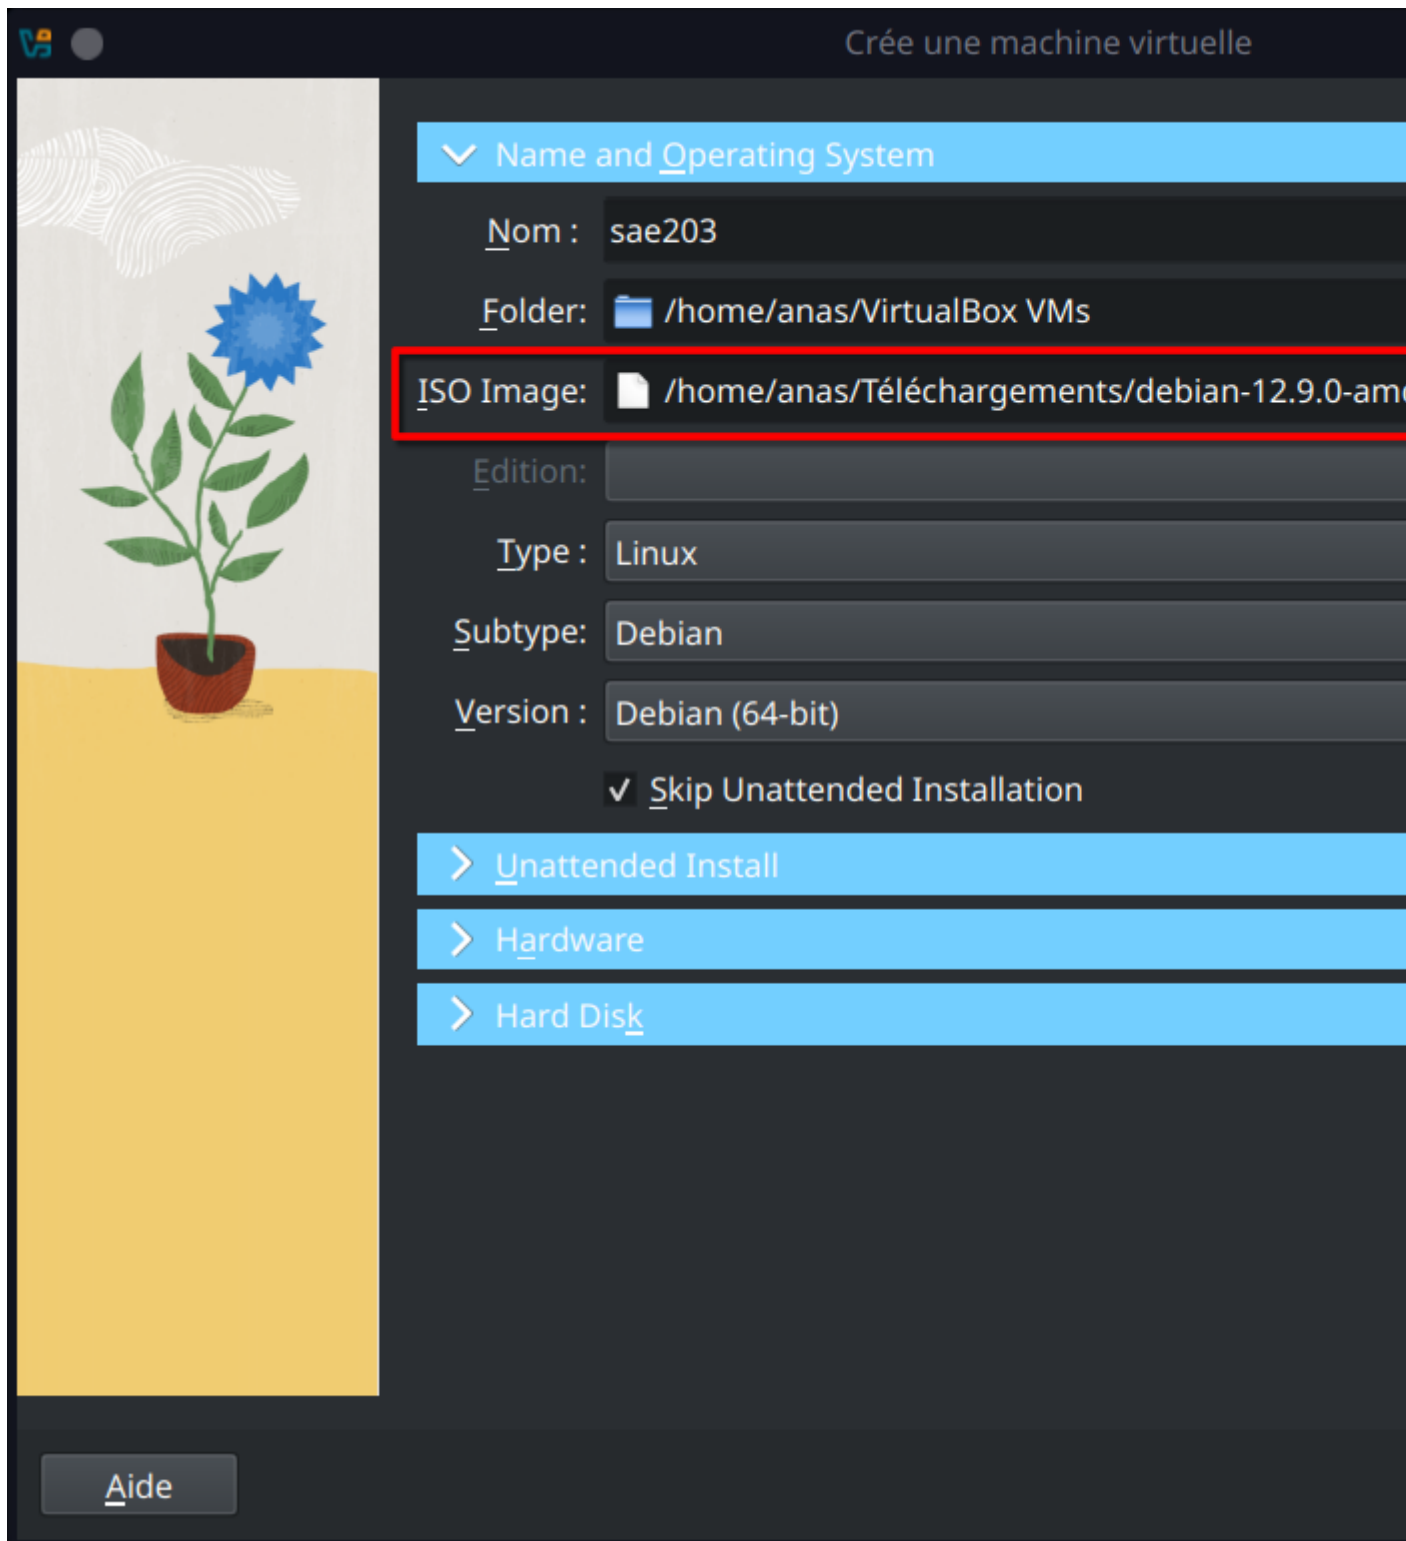 Crée une machine virtuelle
Name and Operating System
Nom : sae203
Folder: /home/anas/VirtualBox VMs
ISO Image: /home/anas/Téléchargements/debian-12.9.0-am
Edition:
Type : Linux
Subtype: Debian
Version : Debian (64-bit)
Skip Unattended Installation
Unattended Install
Hardware
Hard Disk
Aide